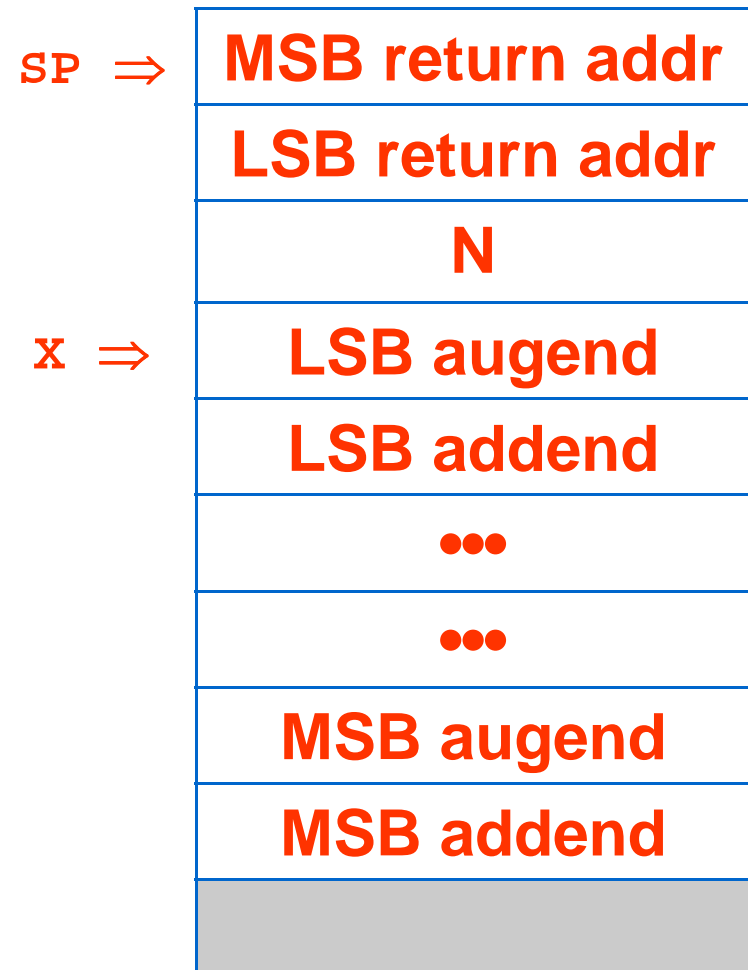 SP ⇒ MSB return addr
LSB return addr
N
X ⇒ LSB augend
LSB addend
•••
•••
MSB augend
MSB addend